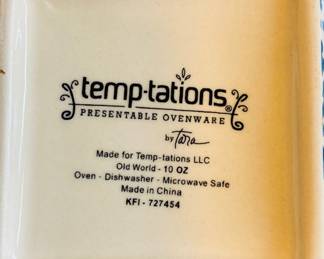 temp-tations®
PRESENTABLE OVENWARE
by tara
Made for Temp-tations LLC
Old World - 10 OZ
Oven - Dishwasher - Microwave Safe
Made in China
KFI - 727454